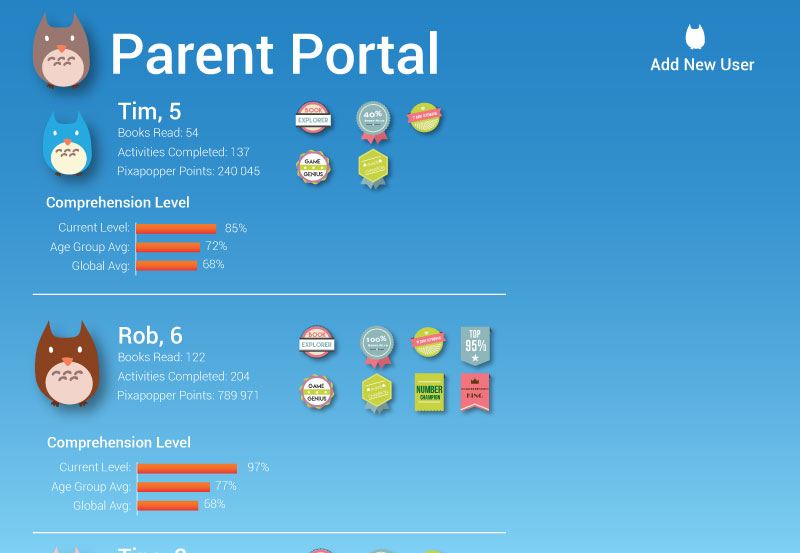 Parent Portal
Add New User
Tim, 5
Books Read: 54
Activities Completed: 137
Pixapopper Points: 240 045
BOOK
EXPLORER
40%
GAME
GENIUS
Comprehension Level
Current Level: 85%
Age Group Avg: 72%
Global Avg: 68%
Rob, 6
Books Read: 122
Activities Completed: 204
Pixapopper Points: 789 971
BOOK
EXPLORER
100%
TOP
95%
GAME
GENIUS
NUMBER
CHAMPION
KING
Comprehension Level
Current Level: 97%
Age Group Avg: 77%
Global Avg: 68%